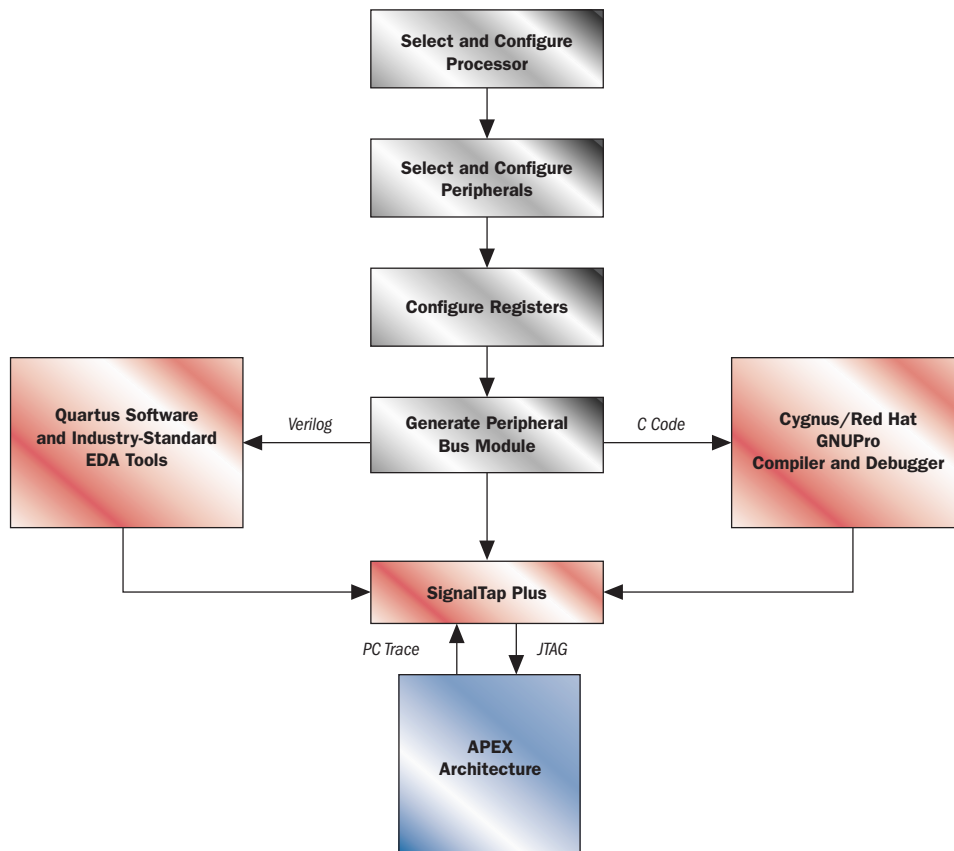 Select and Configure
Processor
Select and Configure
Peripherals
Configure Registers
Quartus Software
and Industry-Standard
EDA Tools
Verilog
Generate Peripheral
Bus Module
C Code
Cygnus/Red Hat
GNUPro
Compiler and Debugger
SignalTap Plus
PC Trace
JTAG
APEX
Architecture